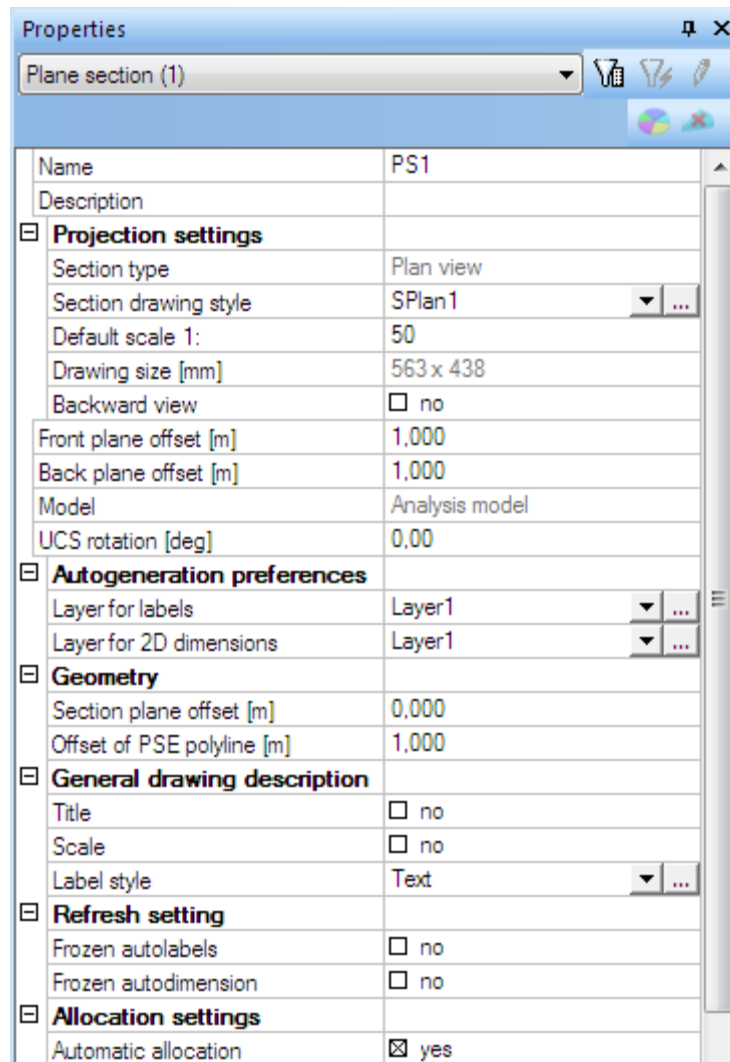 Properties
Plane section (1)
Name PS1
Description
Projection settings
Section type Plan view
Section drawing style SPlan1 ...
Default scale 1: 50
Drawing size [mm] 563 x 438
Backward view no
Front plane offset [m] 1,000
Back plane offset [m] 1,000
Model Analysis model
UCS rotation [deg] 0,00
Autogeneration preferences
Layer for labels Layer1 ...
Layer for 2D dimensions Layer1 ...
Geometry
Section plane offset [m] 0,000
Offset of PSE polyline [m] 1,000
General drawing description
Title no
Scale no
Label style Text ...
Refresh setting
Frozen autolabels no
Frozen autodimension no
Allocation settings
Automatic allocation yes